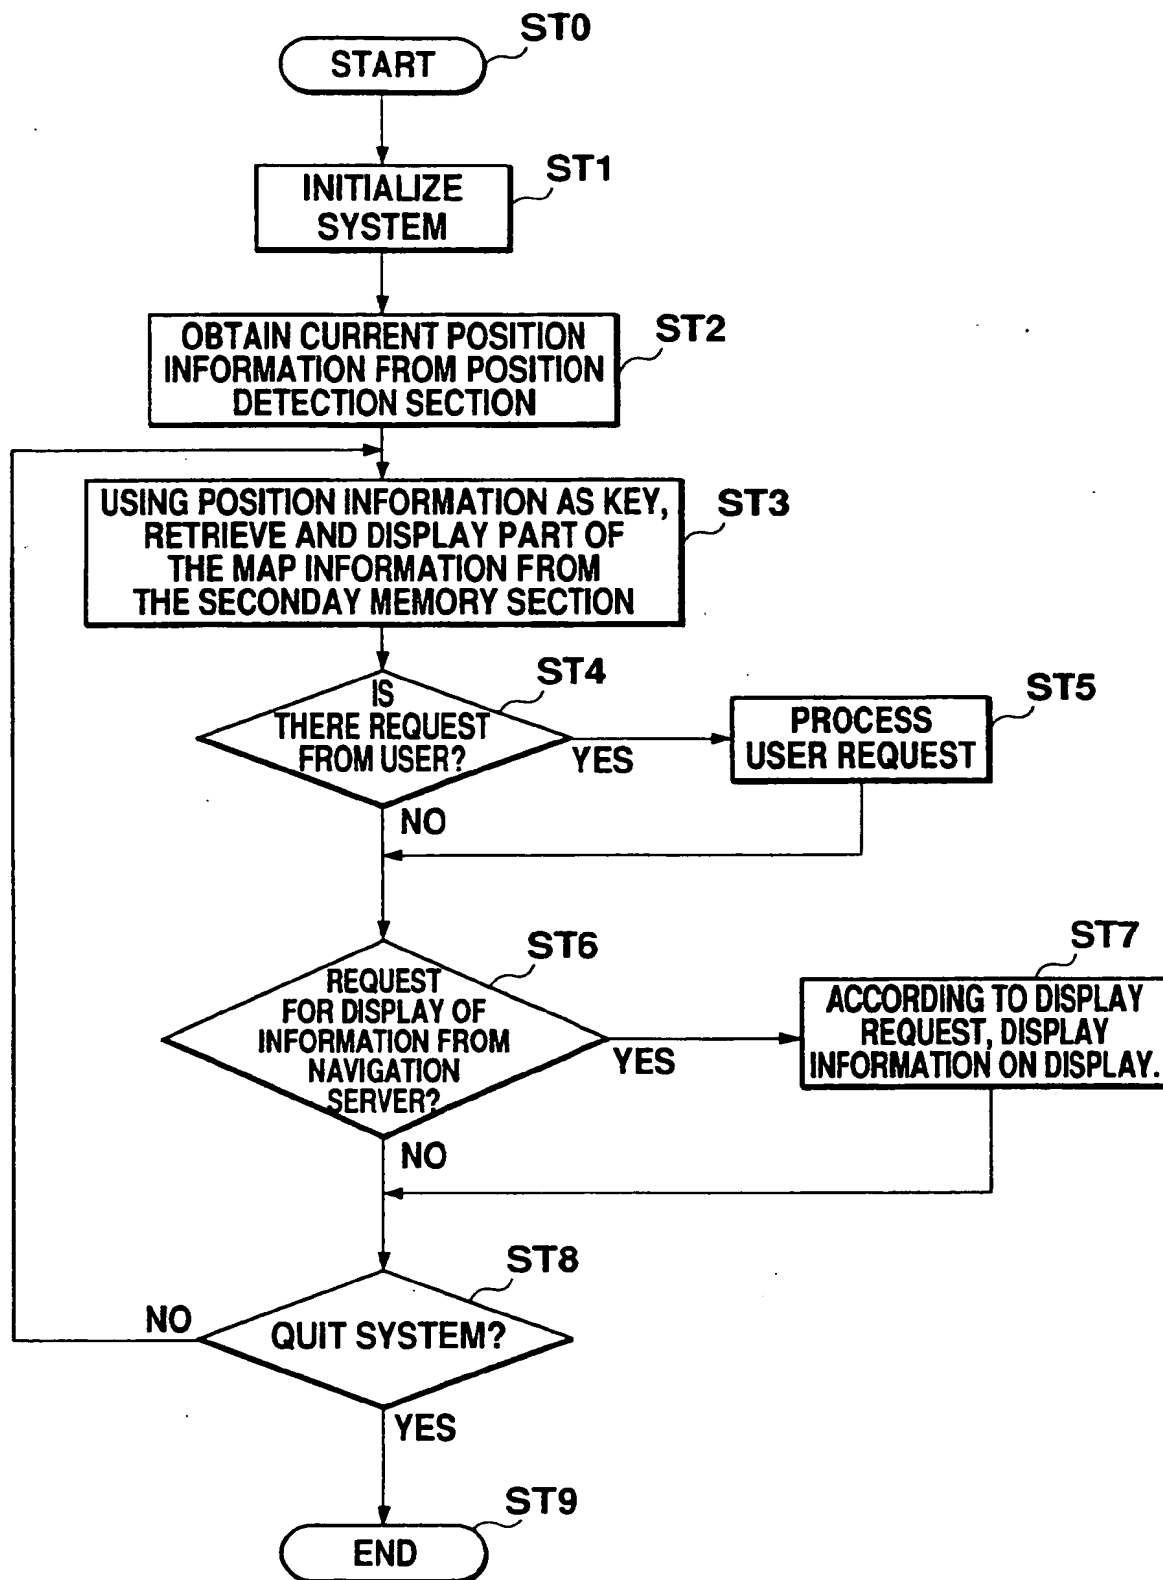 ST0
START
ST1
INITIALIZE
SYSTEM
ST2
OBTAIN CURRENT POSITION
INFORMATION FROM POSITION
DETECTION SECTION
ST3
USING POSITION INFORMATION AS KEY,
RETRIEVE AND DISPLAY PART OF
THE MAP INFORMATION FROM
THE SECONDAY MEMORY SECTION
ST4
IS
THERE REQUEST
FROM USER?
YES
NO
ST5
PROCESS
USER REQUEST
ST6
REQUEST
FOR DISPLAY OF
INFORMATION FROM
NAVIGATION
SERVER?
YES
NO
ST7
ACCORDING TO DISPLAY
REQUEST, DISPLAY
INFORMATION ON DISPLAY.
ST8
QUIT SYSTEM?
NO
YES
ST9
END